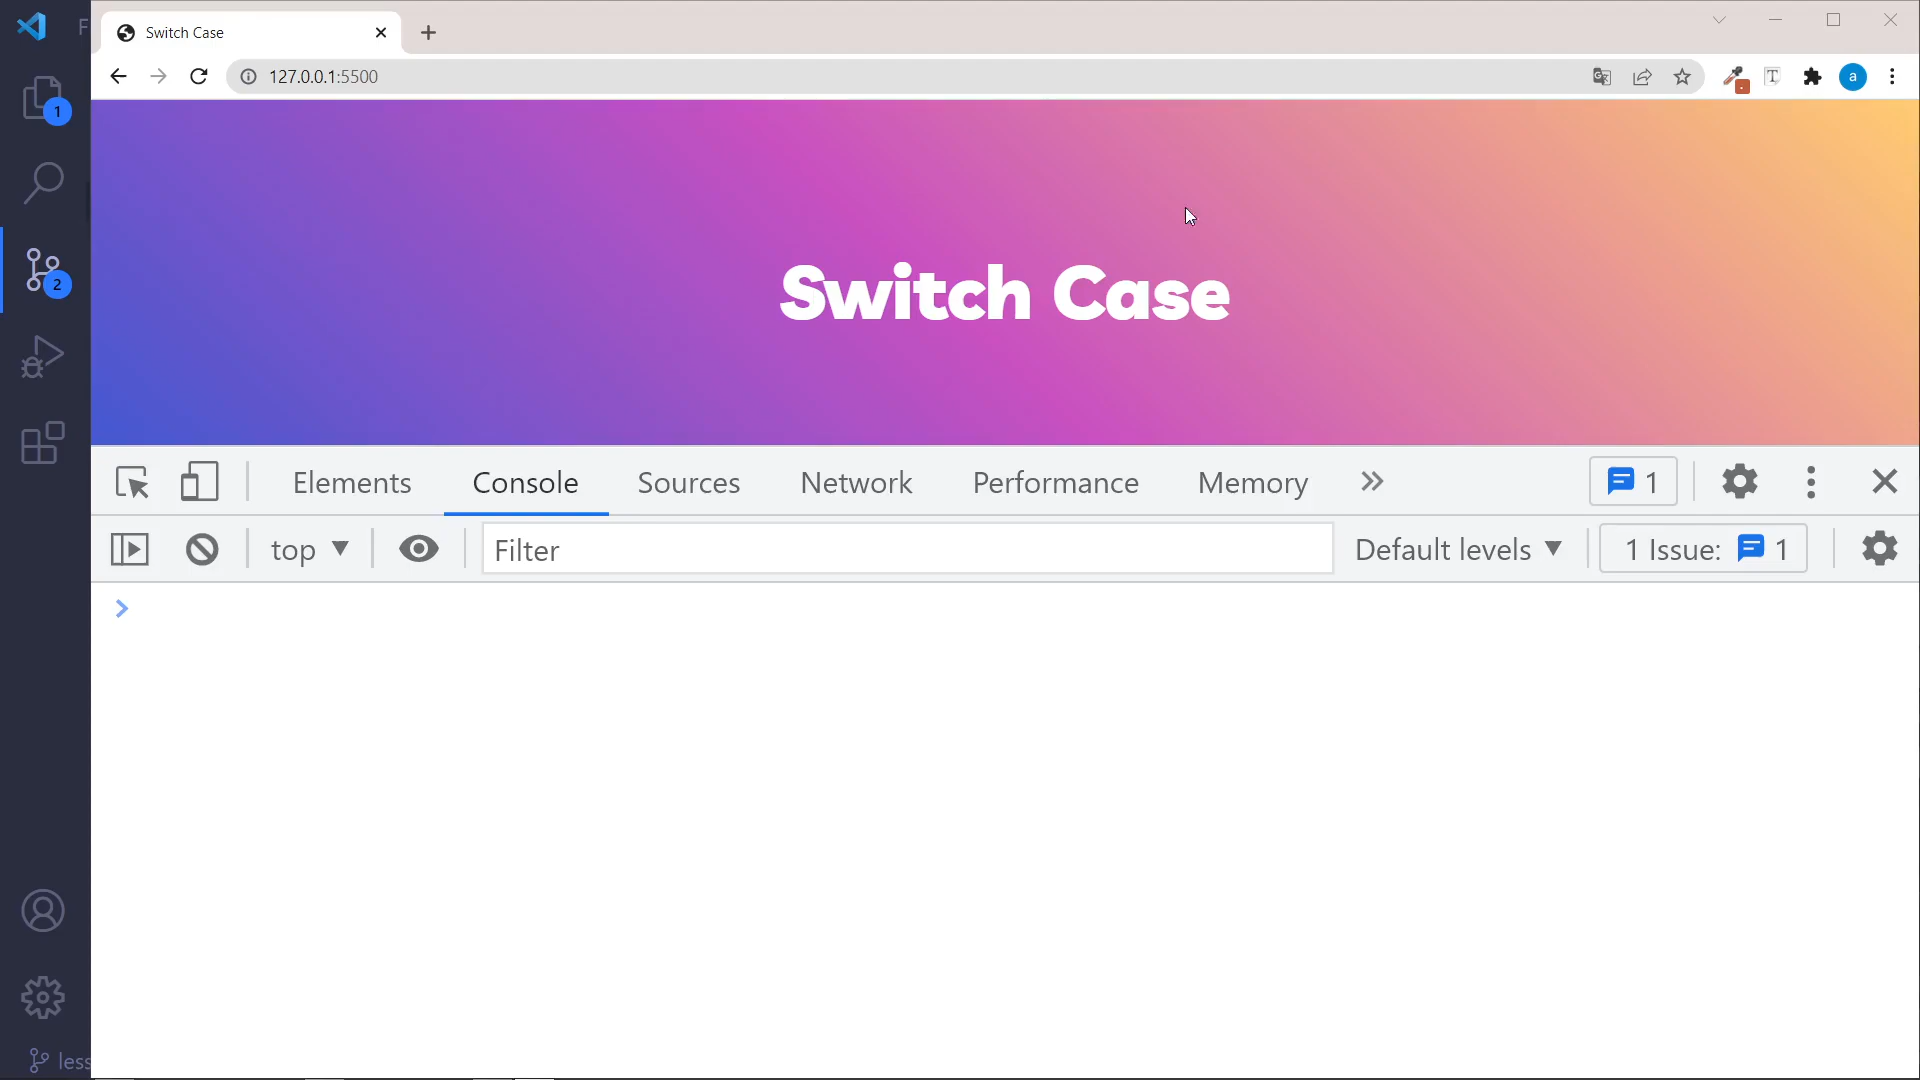 F
Switch Case
127.0.0.1:5500
a
1
2
Switch Case
Elements Console Sources Network Performance Memory 1
top Filter Default levels 1 Issue: 1
less